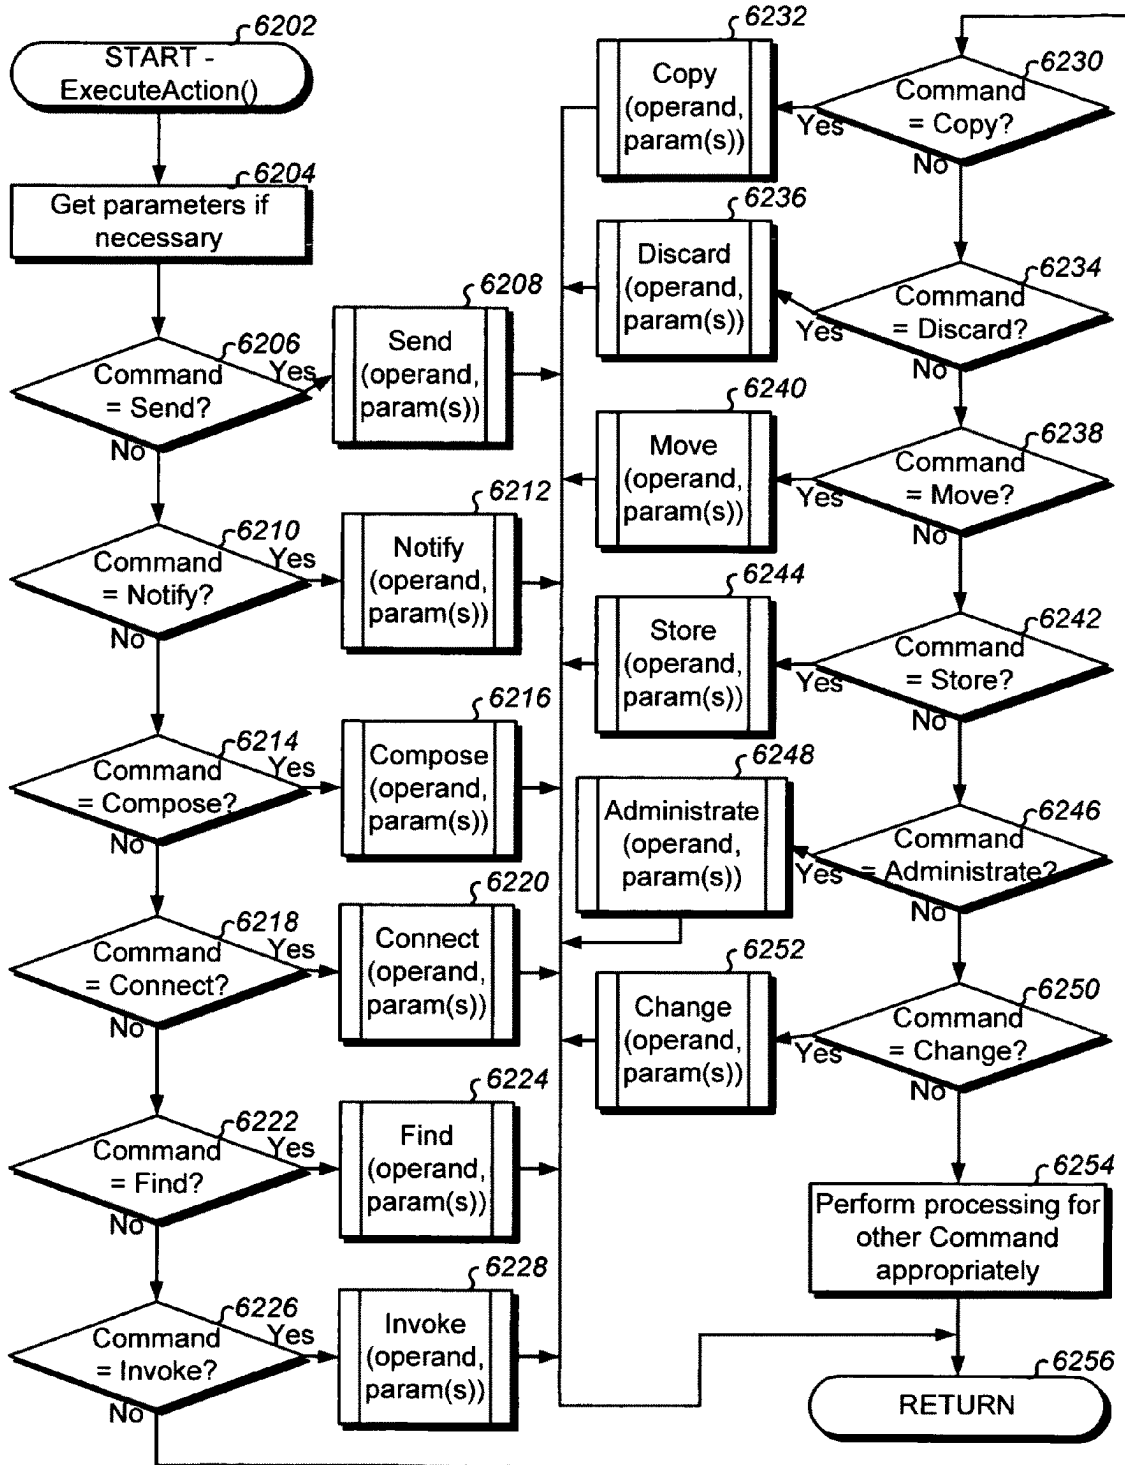 6202
START -
ExecuteAction()
6204
Get parameters if
necessary
6206
Command
= Send?
Yes
No
6208
Send
(operand,
param(s))
6210
Command
= Notify?
Yes
No
6212
Notify
(operand,
param(s))
6214
Command
= Compose?
Yes
No
6216
Compose
(operand,
param(s))
6218
Command
= Connect?
Yes
No
6220
Connect
(operand,
param(s))
6222
Command
= Find?
Yes
No
6224
Find
(operand,
param(s))
6226
Command
= Invoke?
Yes
No
6228
Invoke
(operand,
param(s))
6230
Command
= Copy?
Yes
No
6232
Copy
(operand,
param(s))
6234
Command
= Discard?
Yes
No
6236
Discard
(operand,
param(s))
6238
Command
= Move?
Yes
No
6240
Move
(operand,
param(s))
6242
Command
= Store?
Yes
No
6244
Store
(operand,
param(s))
6246
Command
= Administrate?
Yes
No
6248
Administrate
(operand,
param(s))
6250
Command
= Change?
Yes
No
6252
Change
(operand,
param(s))
6254
Perform processing for
other Command
appropriately
6256
RETURN